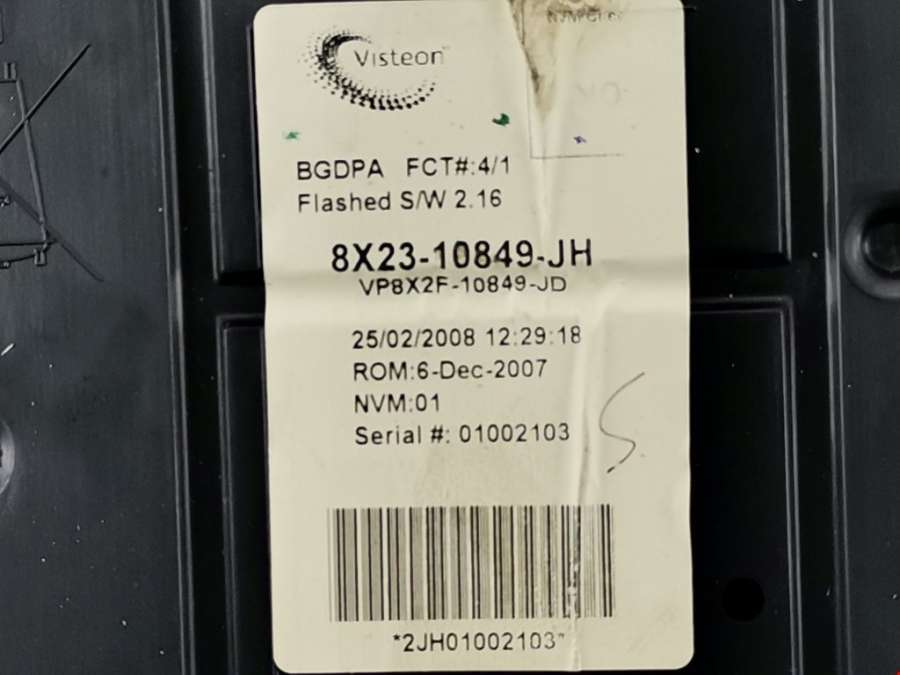 Visteon
BGDPA FCT#:4/1
Flashed S/W 2.16
8X23-10849-JH
VP8X2F-10849-JD
25/02/2008 12:29:18
ROM:6-Dec-2007
NVM:01
Serial #: 01002103
*2JH01002103*